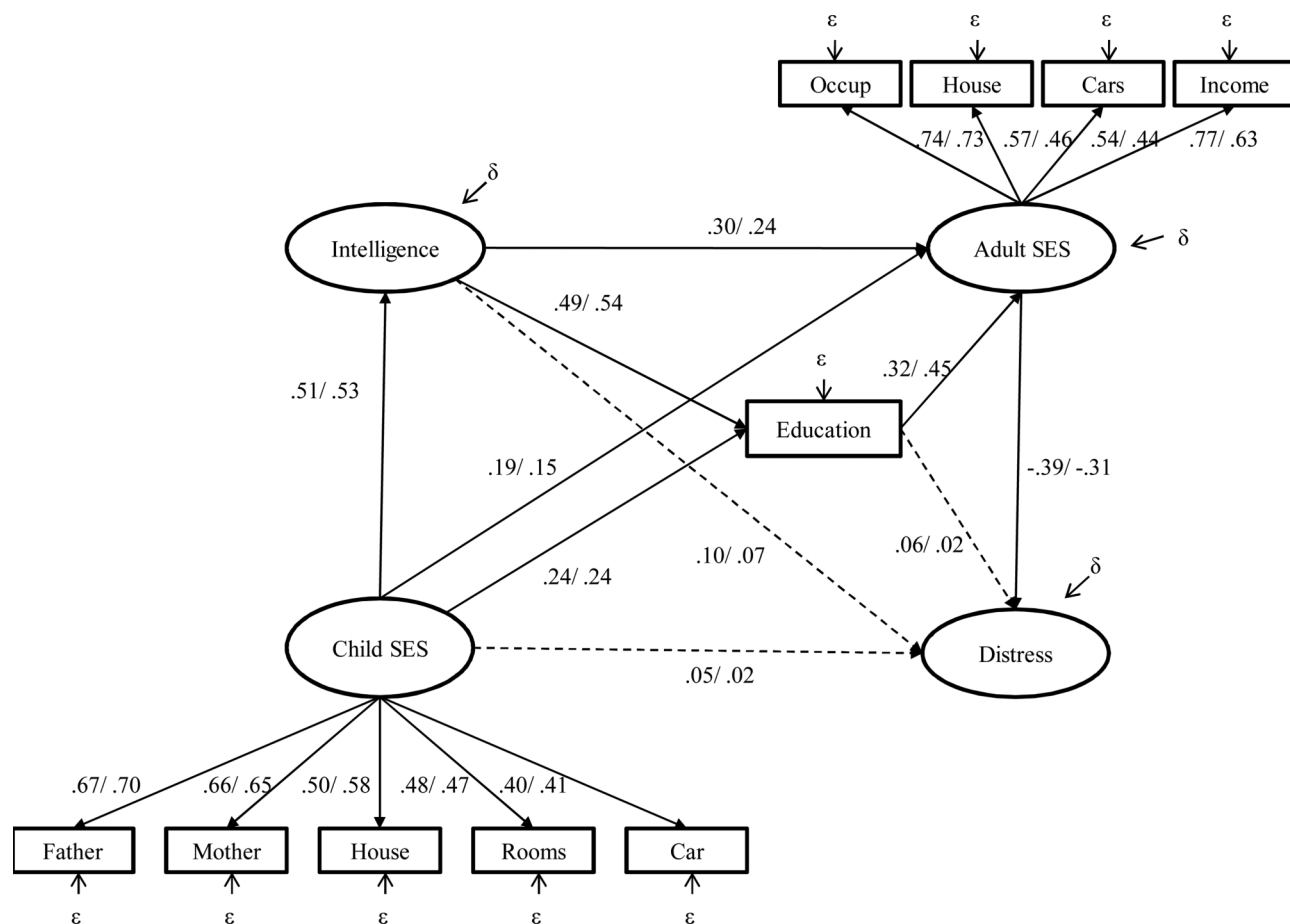 ε ε ε ε
Occup House Cars Income
.74/ .73 .57/ .46 .54/ .44 .77/ .63
δ
Intelligence .30/ .24 Adult SES δ
.49/ .54
ε
.51/ .53 .32/ .45
Education
.19/ .15 -.39/ -.31
.10/ .07 .06/ .02
.24/ .24 δ
Child SES Distress
.05/ .02
.67/ .70 .66/ .65 .50/ .58 .48/ .47 .40/ .41
Father Mother House Rooms Car
ε ε ε ε ε